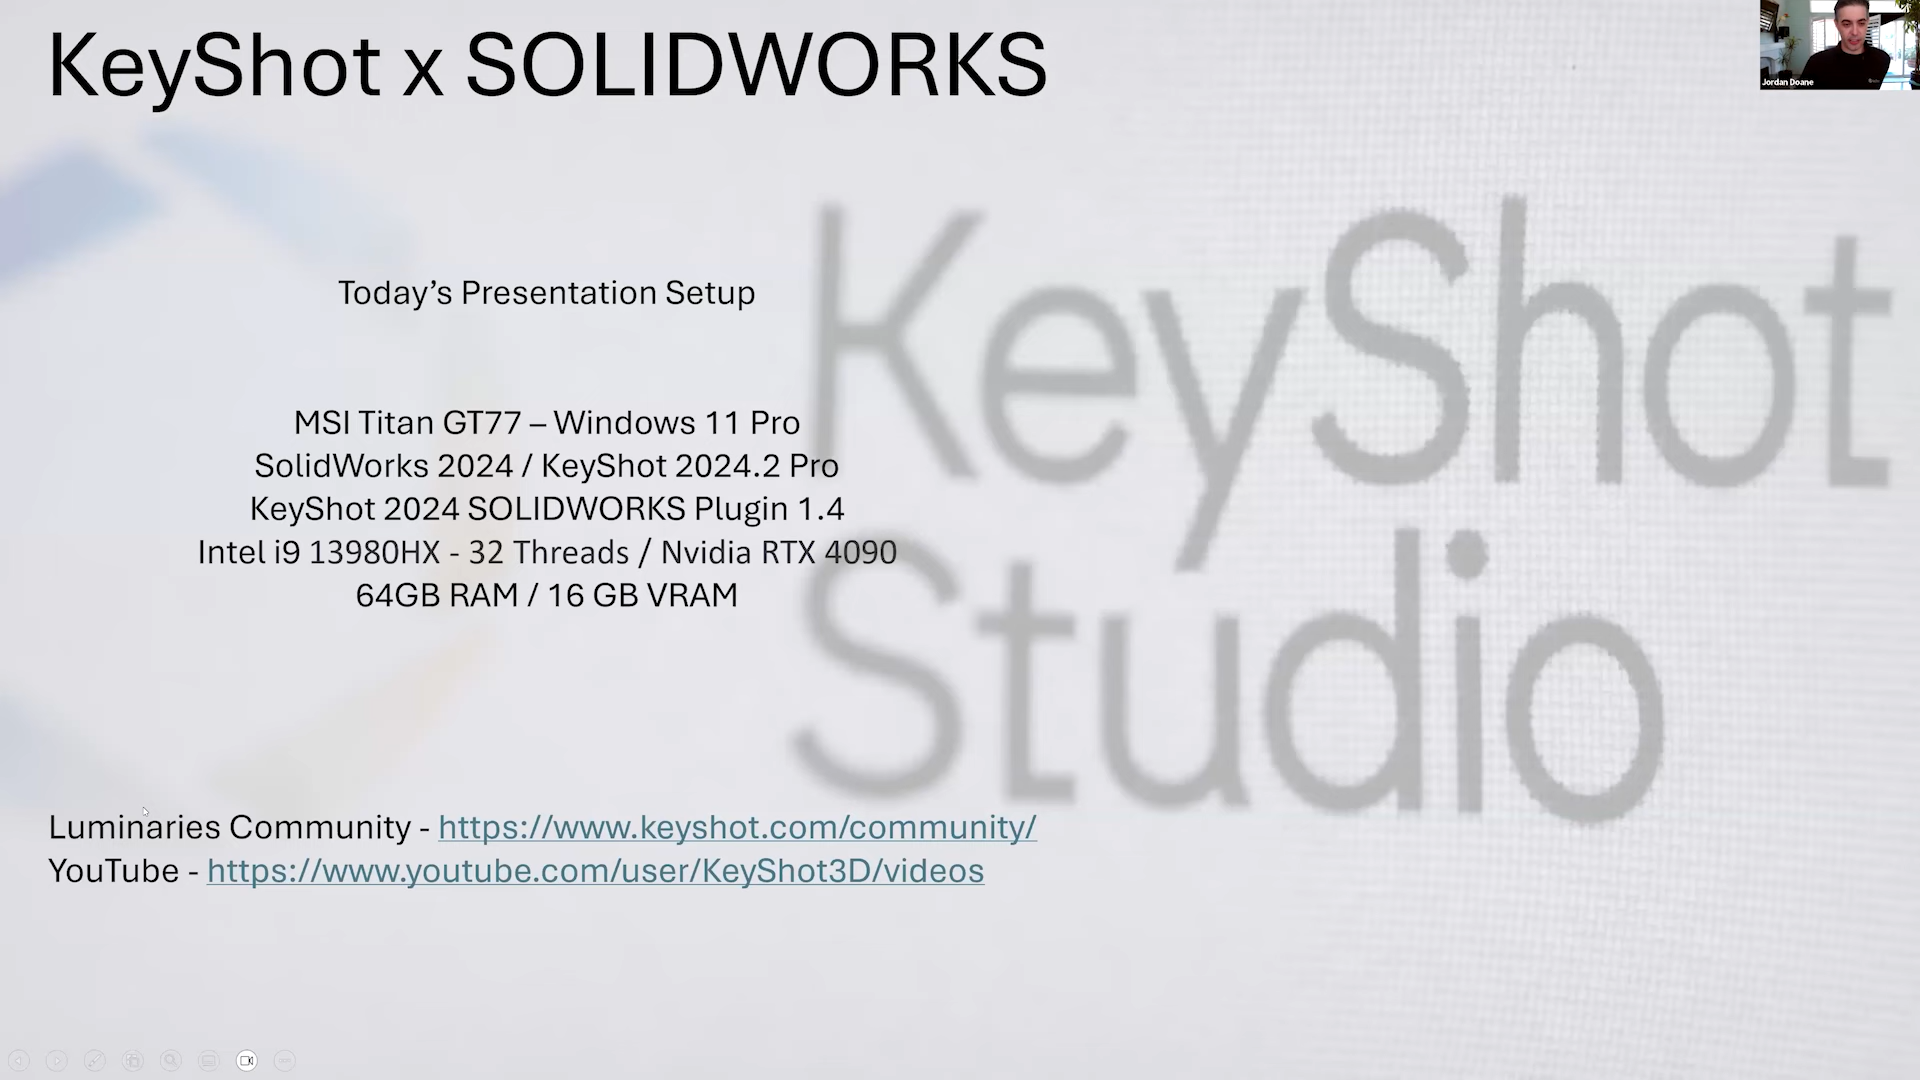 KeyShot x SOLIDWORKS
Jordan Doane
Today’s Presentation Setup
MSI Titan GT77 – Windows 11 Pro
SolidWorks 2024 / KeyShot 2024.2 Pro
KeyShot 2024 SOLIDWORKS Plugin 1.4
Intel i9 13980HX - 32 Threads / Nvidia RTX 4090
64GB RAM / 16 GB VRAM
KeyShot
Studio
Luminaries Community - https://www.keyshot.com/community/
YouTube - https://www.youtube.com/user/KeyShot3D/videos